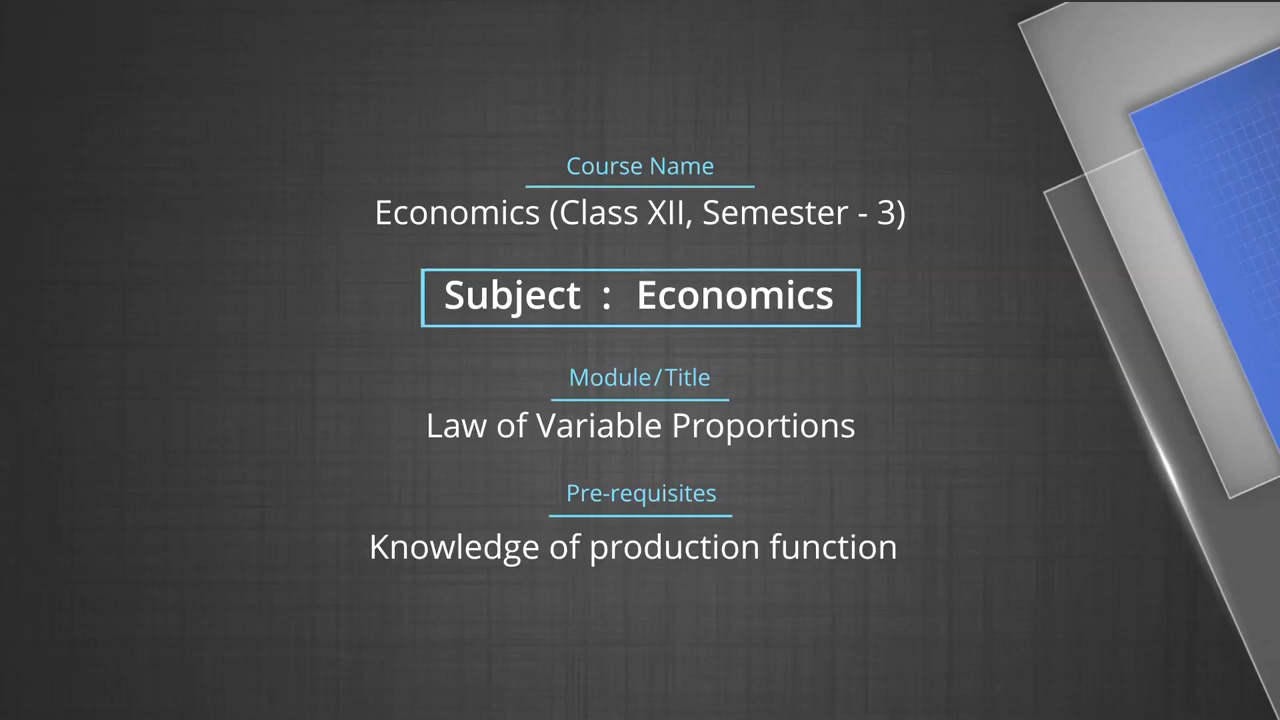 Course Name
Economics (Class XII, Semester - 3)
Subject : Economics
Module/Title
Law of Variable Proportions
Pre-requisites
Knowledge of production function